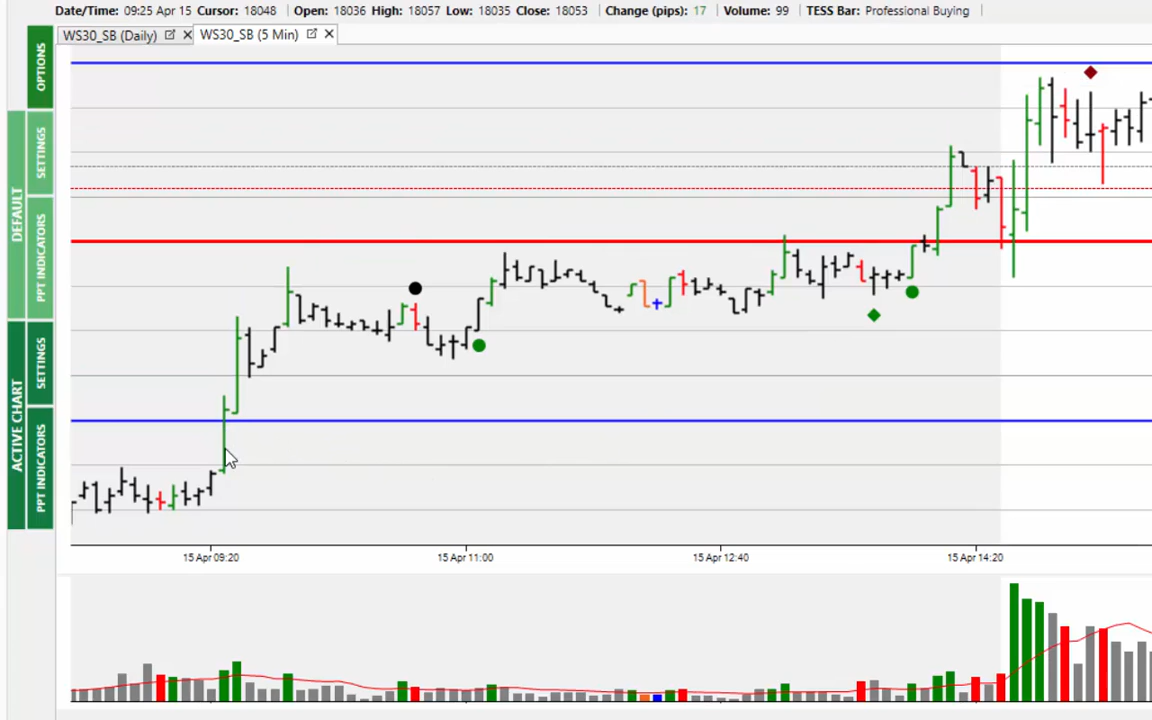 Date/Time: 09:25 Apr 15 Cursor: 18048 Open: 18036 High: 18057 Low: 18035 Close: 18053 Change (pips): 17 Volume: 99 TESS Bar: Professional Buying
WS30_SB (Daily) WS30_SB (5 Min)
OPTIONS
DEFAULT
SETTINGS
PPT INDICATORS
ACTIVE CHART
SETTINGS
PPT INDICATORS
15 Apr 09:20 15 Apr 11:00 15 Apr 12:40 15 Apr 14:20